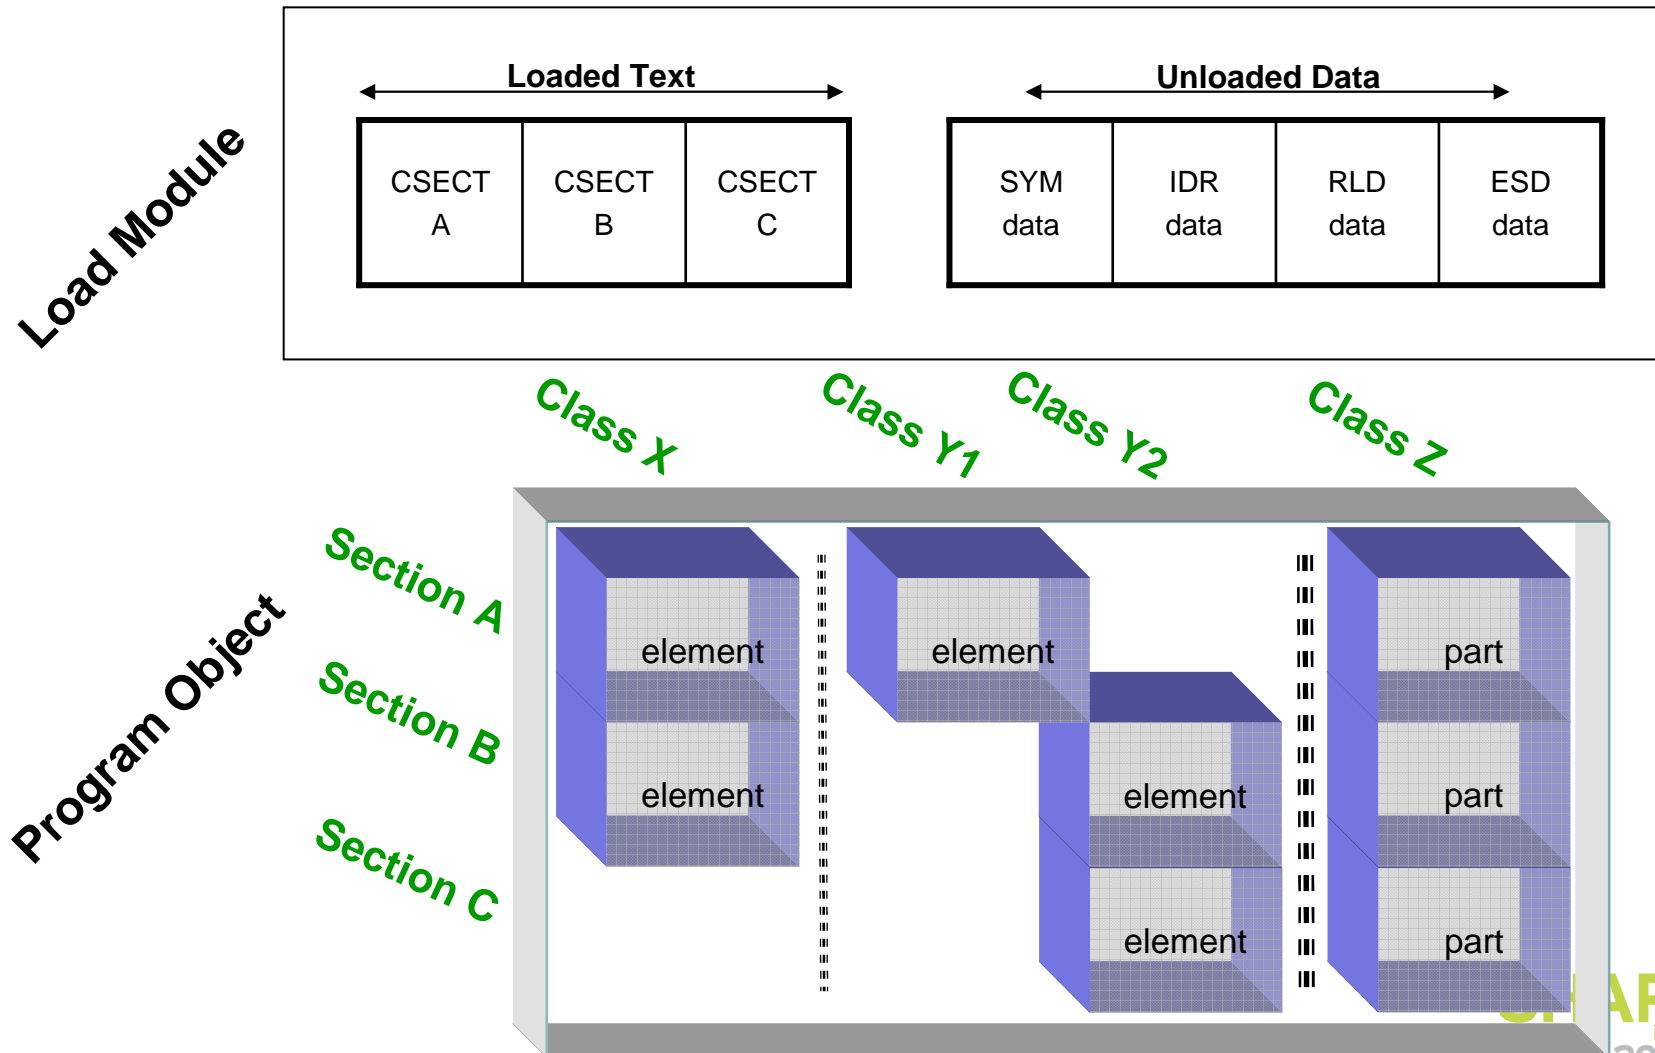 Load Module
Loaded Text
Unloaded Data
CSECT
A
CSECT
B
CSECT
C
SYM
data
IDR
data
RLD
data
ESD
data
Program Object
Class X
Class Y1
Class Y2
Class Z
Section A
Section B
Section C
element
element
part
element
element
part
element
part